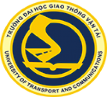 TRƯỜNG ĐẠI HỌC GIAO THÔNG VẬN TẢI
UNIVERSITY OF TRANSPORT AND COMMUNICATIONS